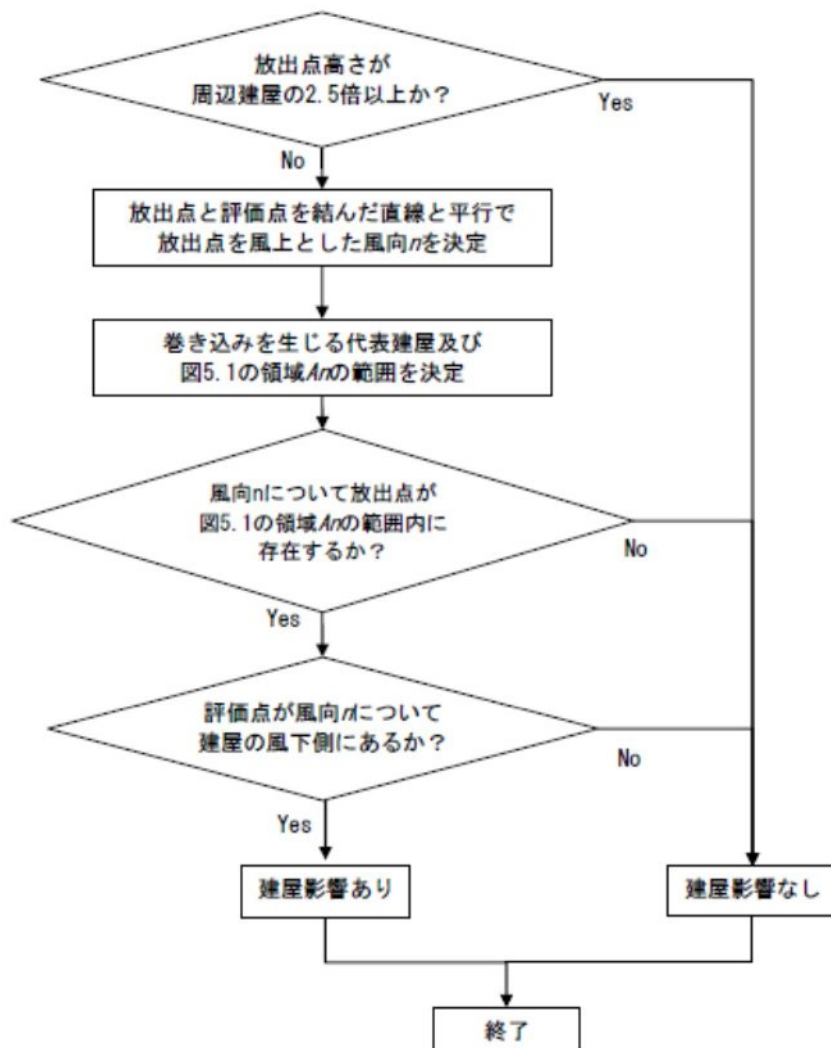 放出点高さが
周辺建屋の2.5倍以上か？
Yes
No
放出点と評価点を結んだ直線と平行で
放出点を風上とした風向nを決定
巻き込みを生じる代表建屋及び
図5.1の領域Anの範囲を決定
風向nについて放出点が
図5.1の領域Anの範囲内に
存在するか？
No
Yes
評価点が風向nについて
建屋の風下側にあるか？
No
Yes
建屋影響あり
建屋影響なし
終了